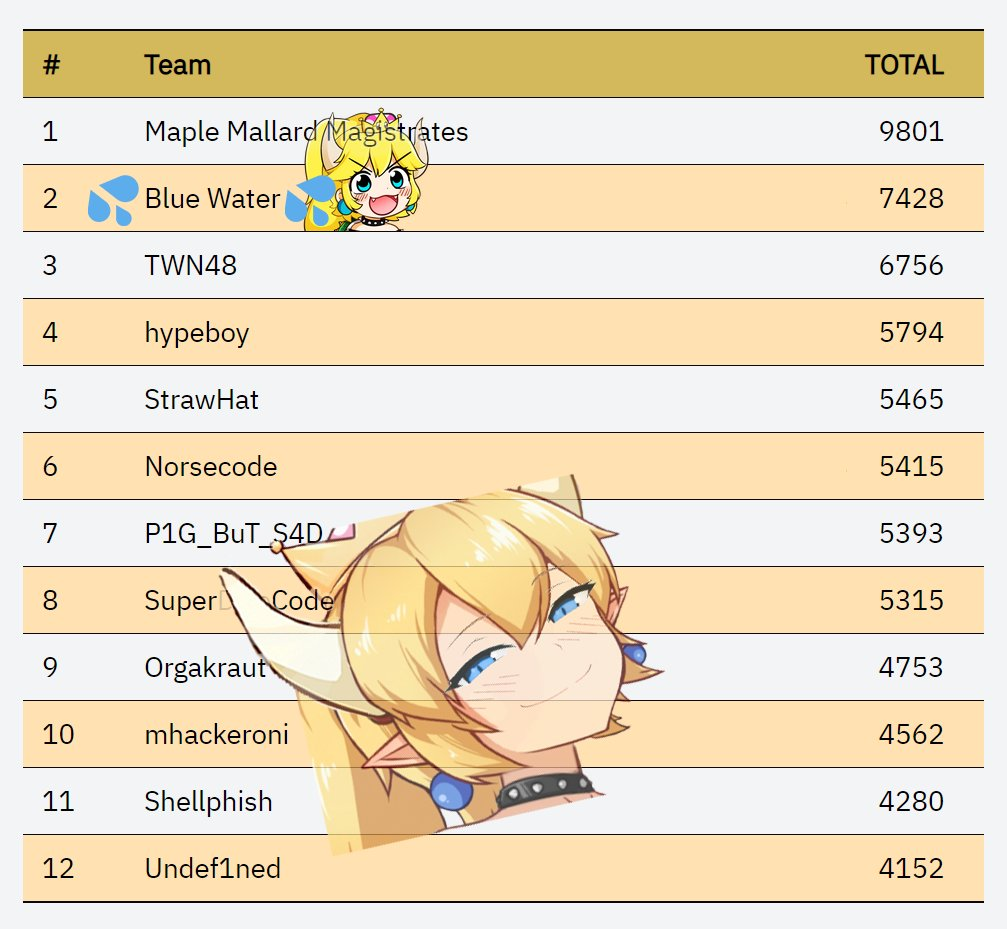 # Team TOTAL
1 Maple Mallard Magistrates 9801
2 Blue Water 7428
3 TWN48 6756
4 hypeboy 5794
5 StrawHat 5465
6 Norsecode 5415
7 P1G_BuT_S4D 5393
8 SuperDiceCode 5315
9 Orgakraut 4753
10 mhackeroni 4562
11 Shellphish 4280
12 Undef1ned 4152